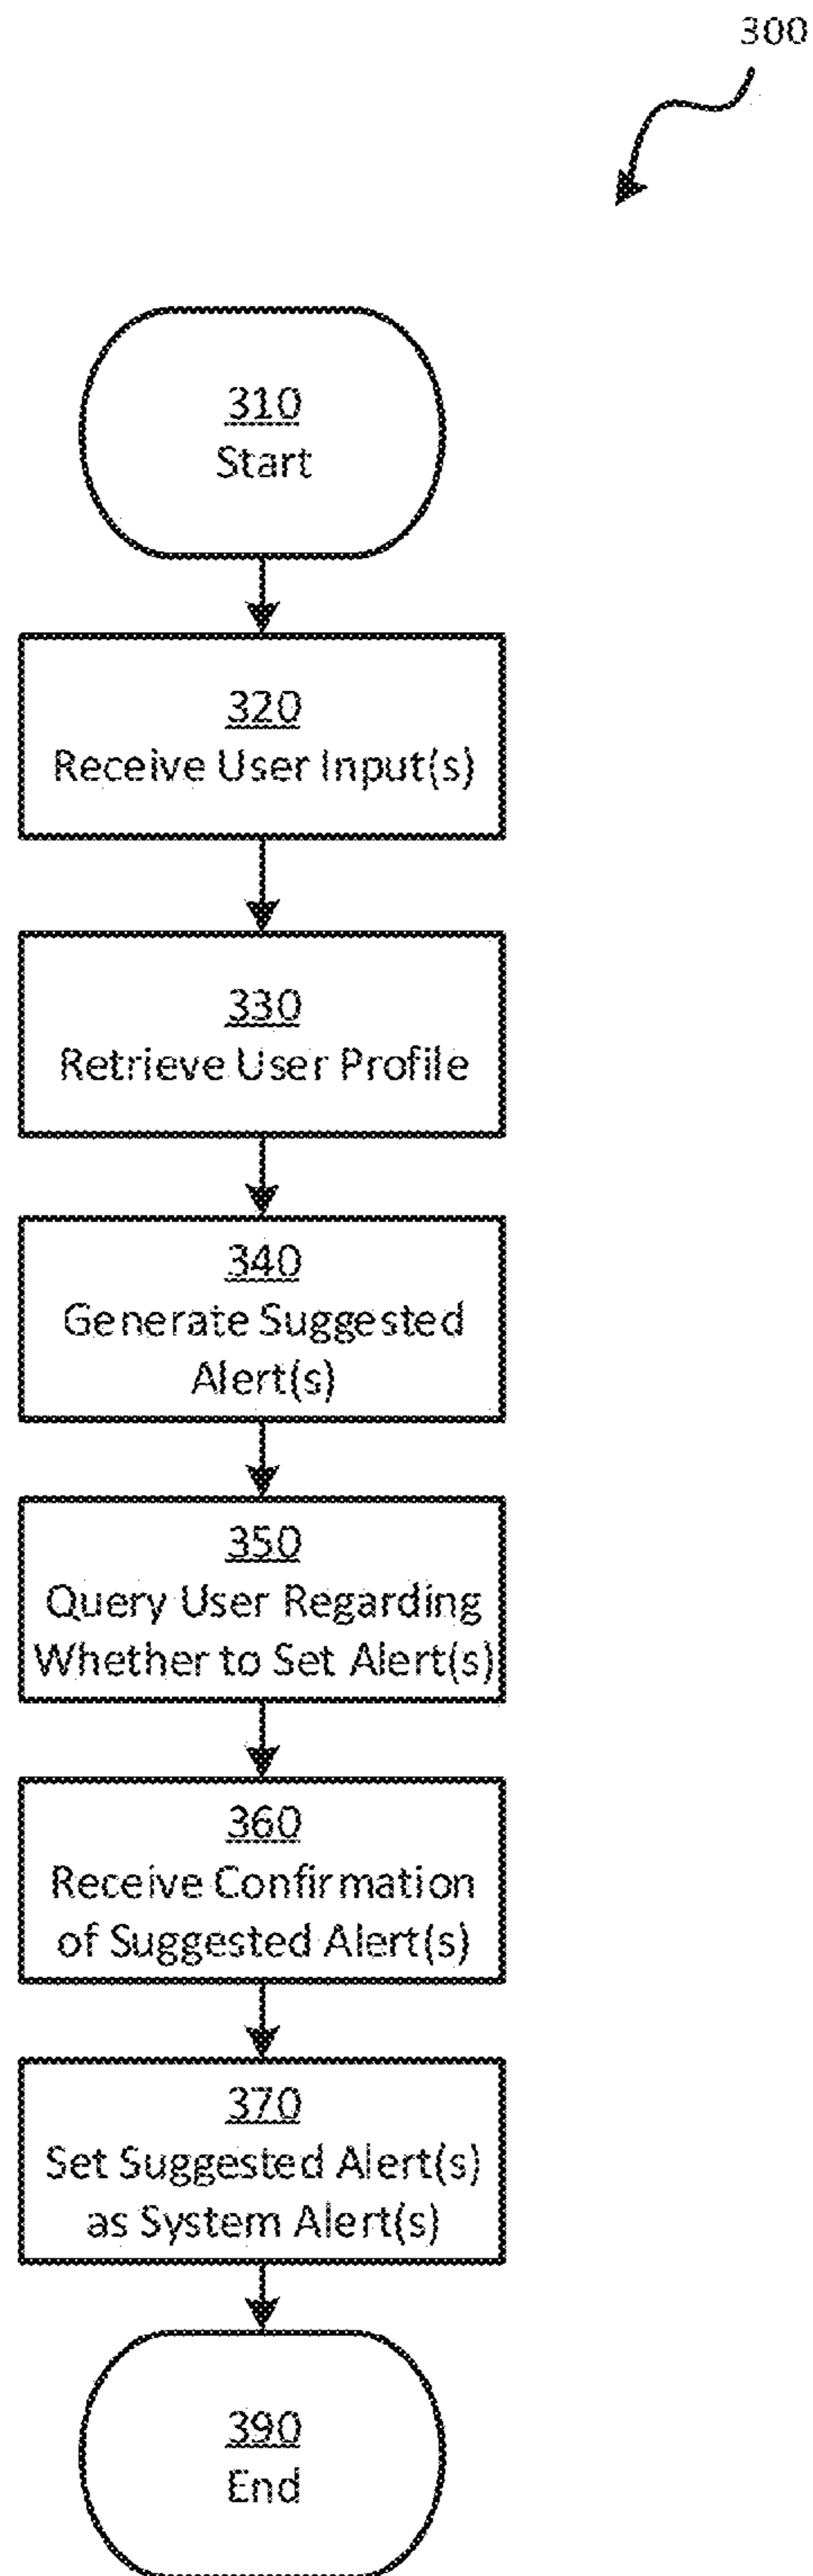 300
310
Start
320
Receive User Input(s)
330
Retrieve User Profile
340
Generate Suggested
Alert(s)
350
Query User Regarding
Whether to Set Alert(s)
360
Receive Confirmation
of Suggested Alert(s)
370
Set Suggested Alert(s)
as System Alert(s)
390
End